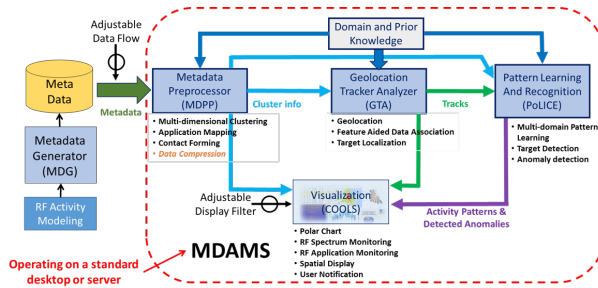 Adjustable
Data Flow
Domain and Prior
Knowledge
Meta
Data
Metadata
Metadata
Preprocessor
(MDPP)
Cluster info
Geolocation
Tracker Analyzer
(GTA)
Tracks
Pattern Learning
And Recognition
(PoLICE)
Metadata
Generator
(MDG)
RF Activity
Modeling
• Multi-dimensional Clustering
• Application Mapping
• Contact Forming
• Data Compression
• Geolocation
• Feature Aided Data Association
• Target Localization
• Multi-domain Pattern
Learning
• Target Detection
• Anomaly detection
Adjustable
Display Filter
Visualization
(COOLS)
Activity Patterns &
Detected Anomalies
• Polar Chart
• RF Spectrum Monitoring
• RF Application Monitoring
• Spatial Display
• User Notification
MDAMS
Operating on a standard
desktop or server